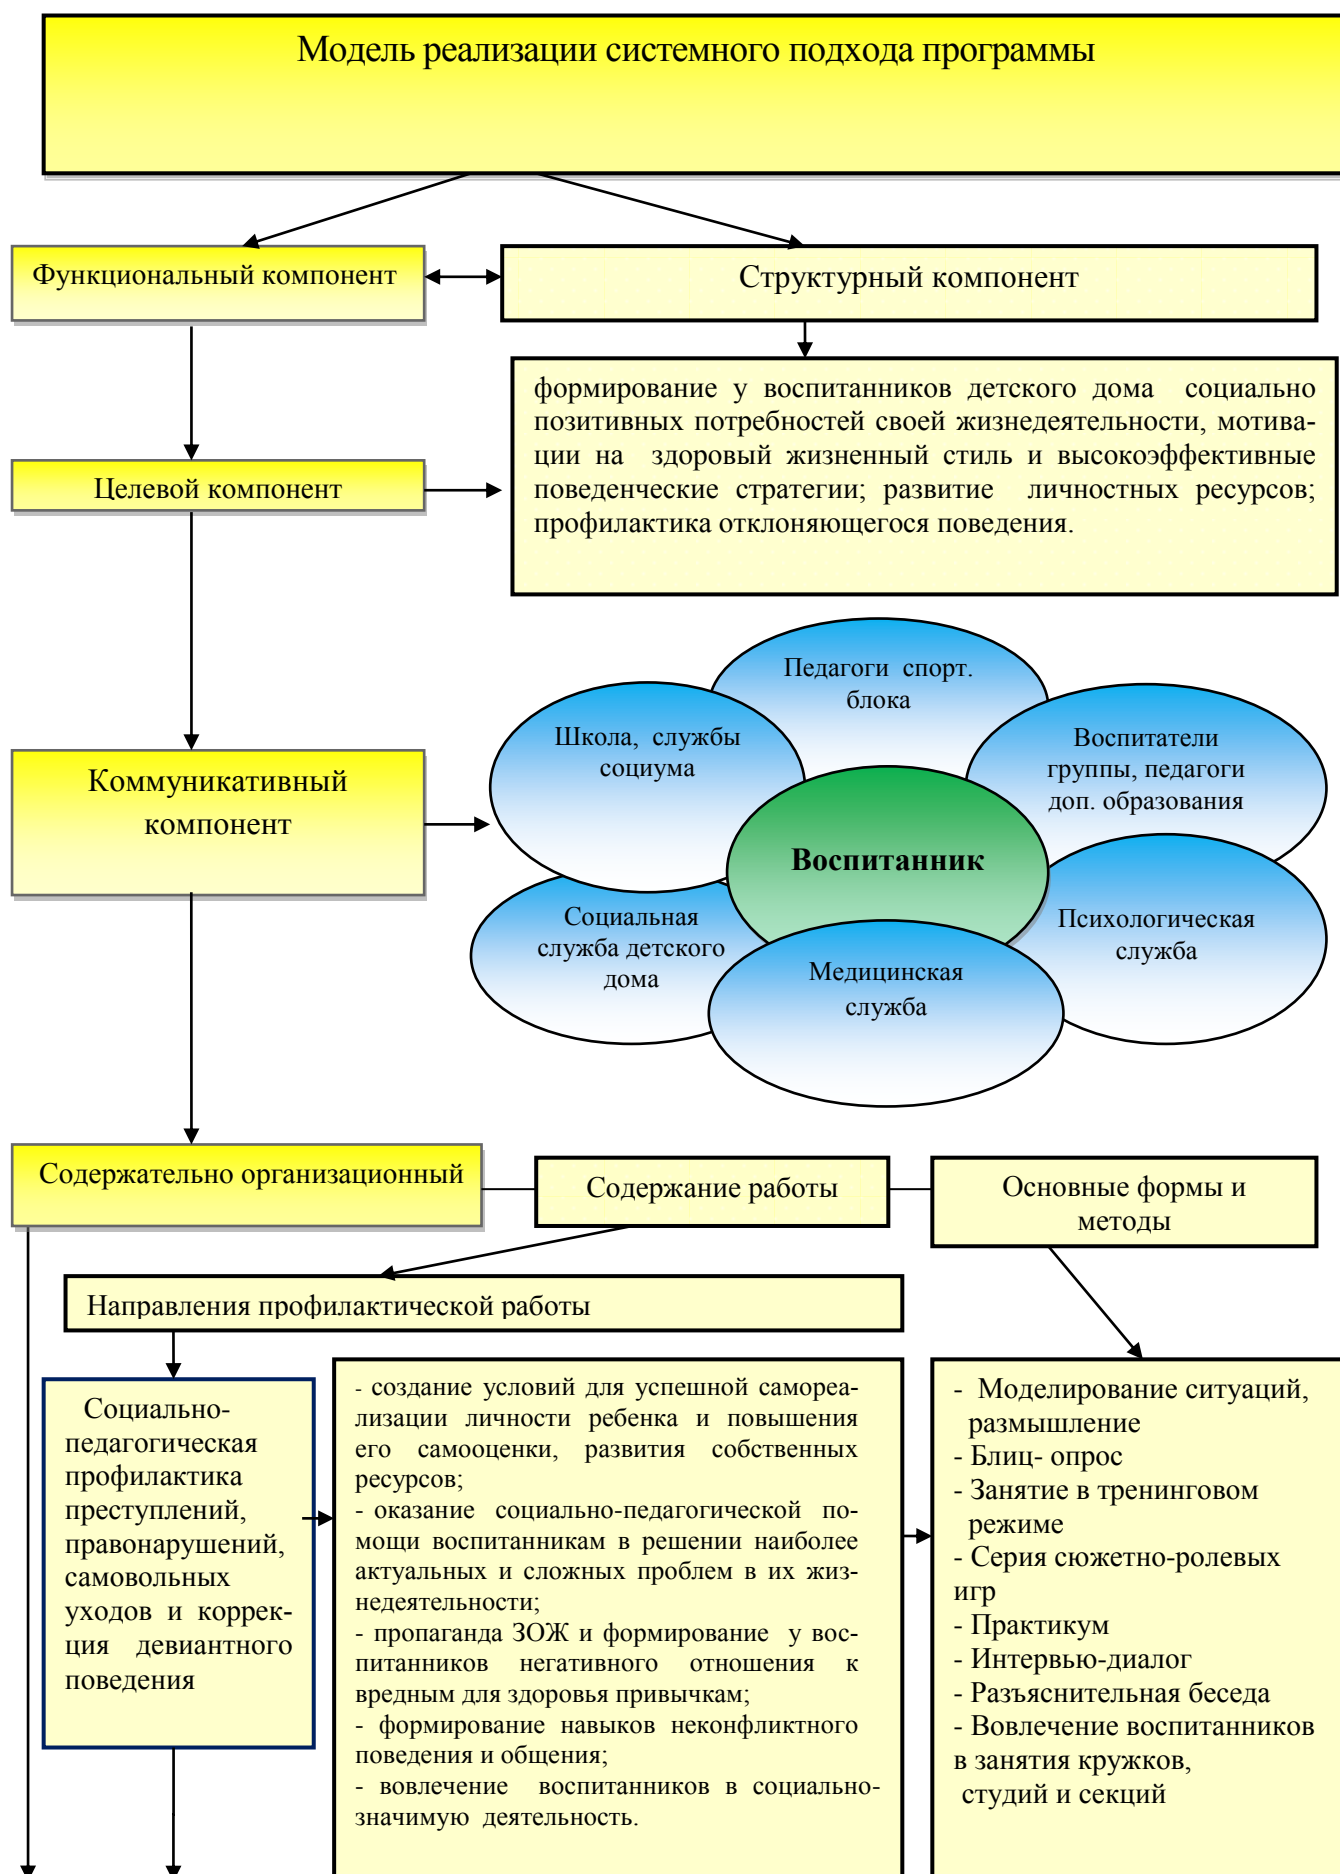 Модель реализации системного подхода программы
Функциональный компонент
Структурный компонент
формирование у воспитанников детского дома социально
позитивных потребностей своей жизнедеятельности, мотива-
ции на здоровый жизненный стиль и высокоэффективные
поведенческие стратегии; развитие личностных ресурсов;
профилактика отклоняющегося поведения.
Целевой компонент
Педагоги спорт.
блока
Школа, службы
социума
Воспитатели
группы, педагоги
доп. образования
Коммуникативный
компонент
Воспитанник
Социальная
служба детского
дома
Медицинская
служба
Психологическая
служба
Содержательно организационный
Содержание работы
Основные формы и
методы
Направления профилактической работы
Социально-
педагогическая
профилактика
преступлений,
правонарушений,
самовольных
уходов и коррек-
ция девиантного
поведения
- создание условий для успешной самореа-
лизации личности ребенка и повышения
его самооценки, развития собственных
ресурсов;
- оказание социально-педагогической по-
мощи воспитанникам в решении наиболее
актуальных и сложных проблем в их жиз-
недеятельности;
- пропаганда ЗОЖ и формирование у вос-
питанников негативного отношения к
вредным для здоровья привычкам;
- формирование навыков неконфликтного
поведения и общения;
- вовлечение воспитанников в социально-
значимую деятельность.
- Моделирование ситуаций,
размышление
- Блиц- опрос
- Занятие в тренинговом
режиме
- Серия сюжетно-ролевых
игр
- Практикум
- Интервью-диалог
- Разъяснительная беседа
- Вовлечение воспитанников
в занятия кружков,
студий и секций